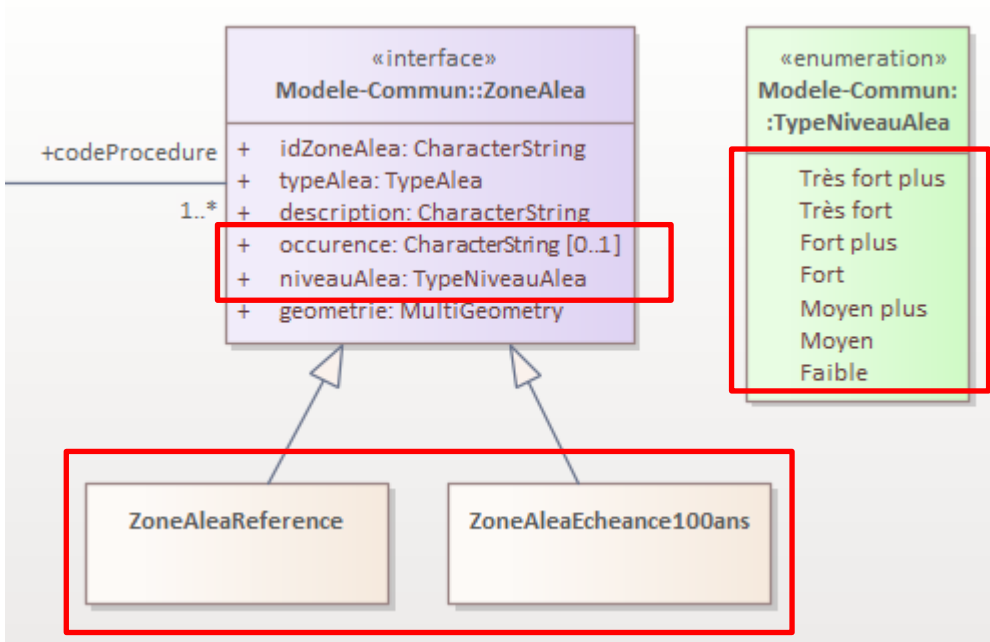 «interface»
Modele-Commun::ZoneAlea
+codeProcedure
1..*
+ idZoneAlea: CharacterString
+ typeAlea: TypeAlea
+ description: CharacterString
+ occurence: CharacterString [0..1]
+ niveauAlea: TypeNiveauAlea
+ geometrie: MultiGeometry
«enumeration»
Modele-Commun:
:TypeNiveauAlea
Très fort plus
Très fort
Fort plus
Fort
Moyen plus
Moyen
Faible
ZoneAleaReference
ZoneAleaEcheance100ans